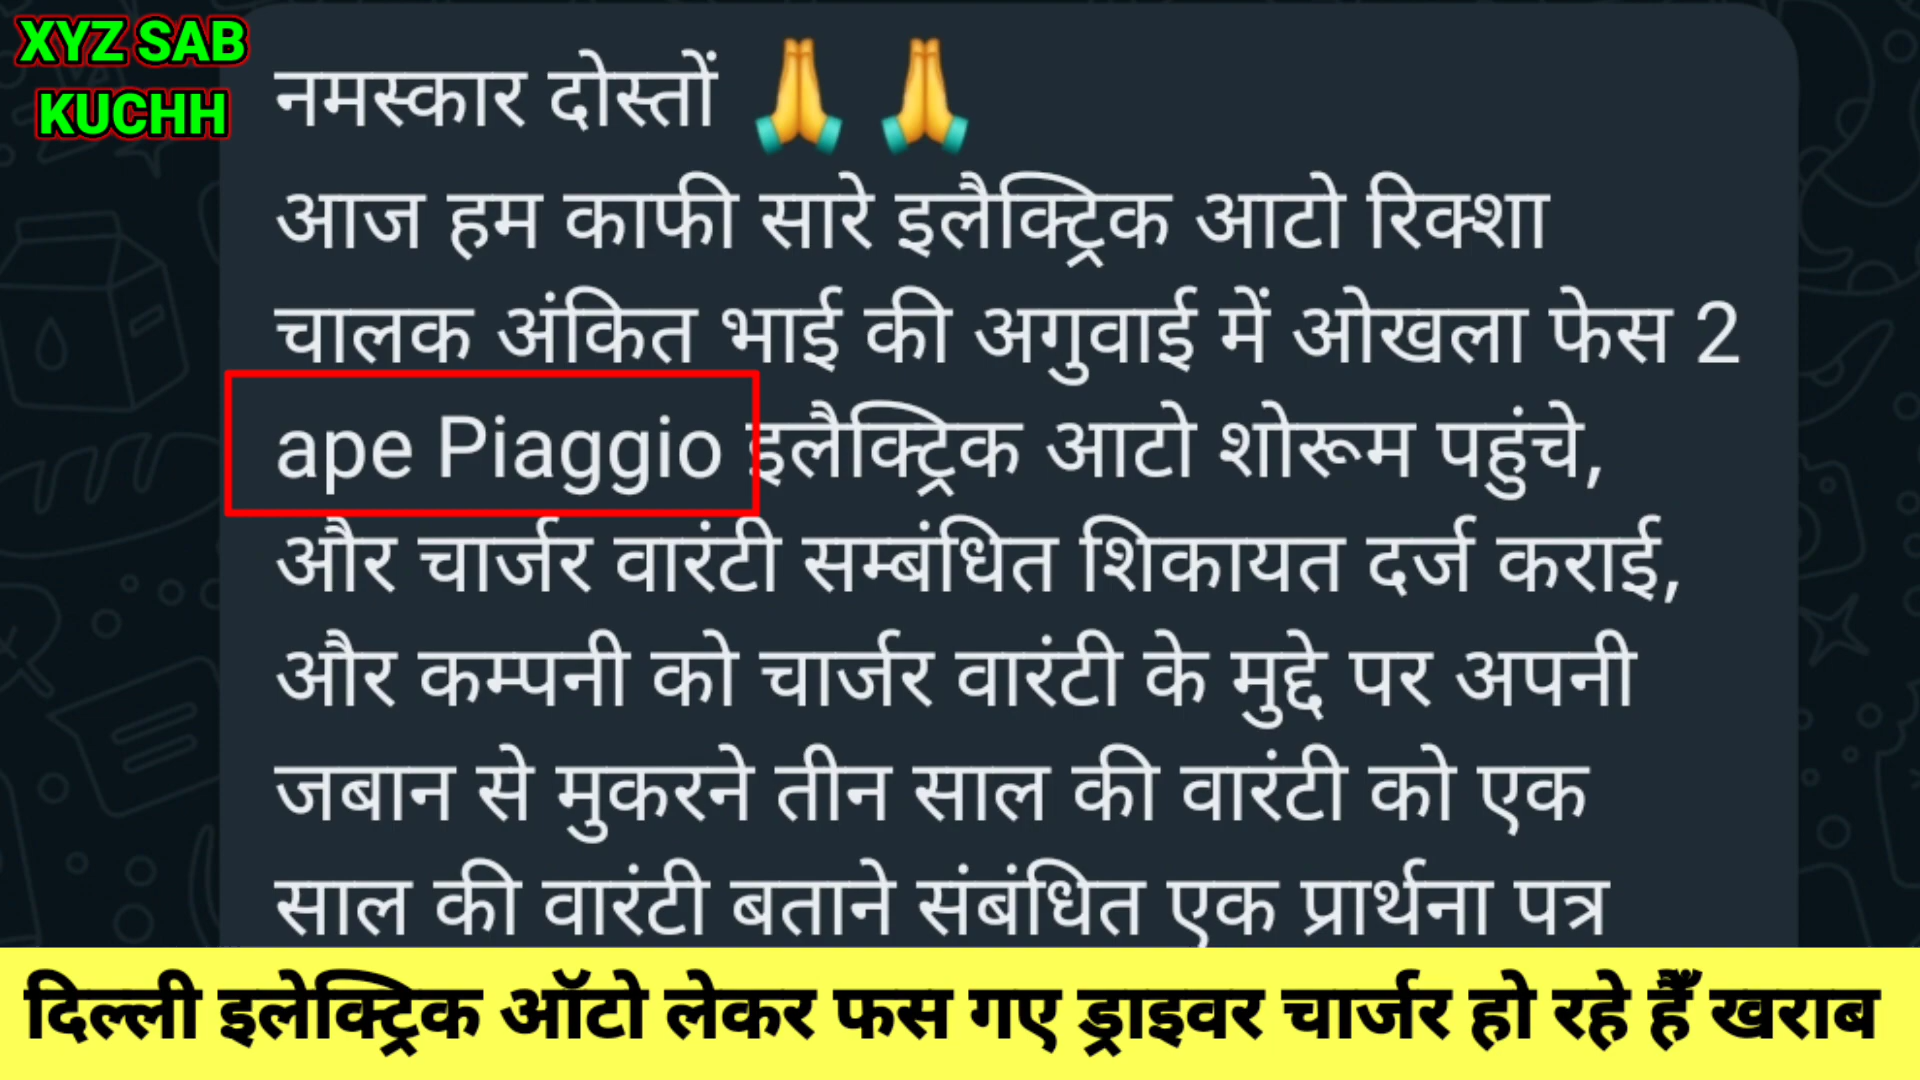 XYZ SAB
KUCHH
नमस्कार दोस्तों 🙏 🙏
आज हम काफी सारे इलैक्ट्रिक आटो रिक्शा
चालक अंकित भाई की अगुवाई में ओखला फेस 2
ape Piaggio इलैक्ट्रिक आटो शोरूम पहुंचे,
और चार्जर वारंटी सम्बंधित शिकायत दर्ज कराई,
और कम्पनी को चार्जर वारंटी के मुद्दे पर अपनी
जबान से मुकरने तीन साल की वारंटी को एक
साल की वारंटी बताने संबंधित एक प्रार्थना पत्र
दिल्ली इलेक्ट्रिक ऑटो लेकर फस गए ड्राइवर चार्जर हो रहे हैँ खराब